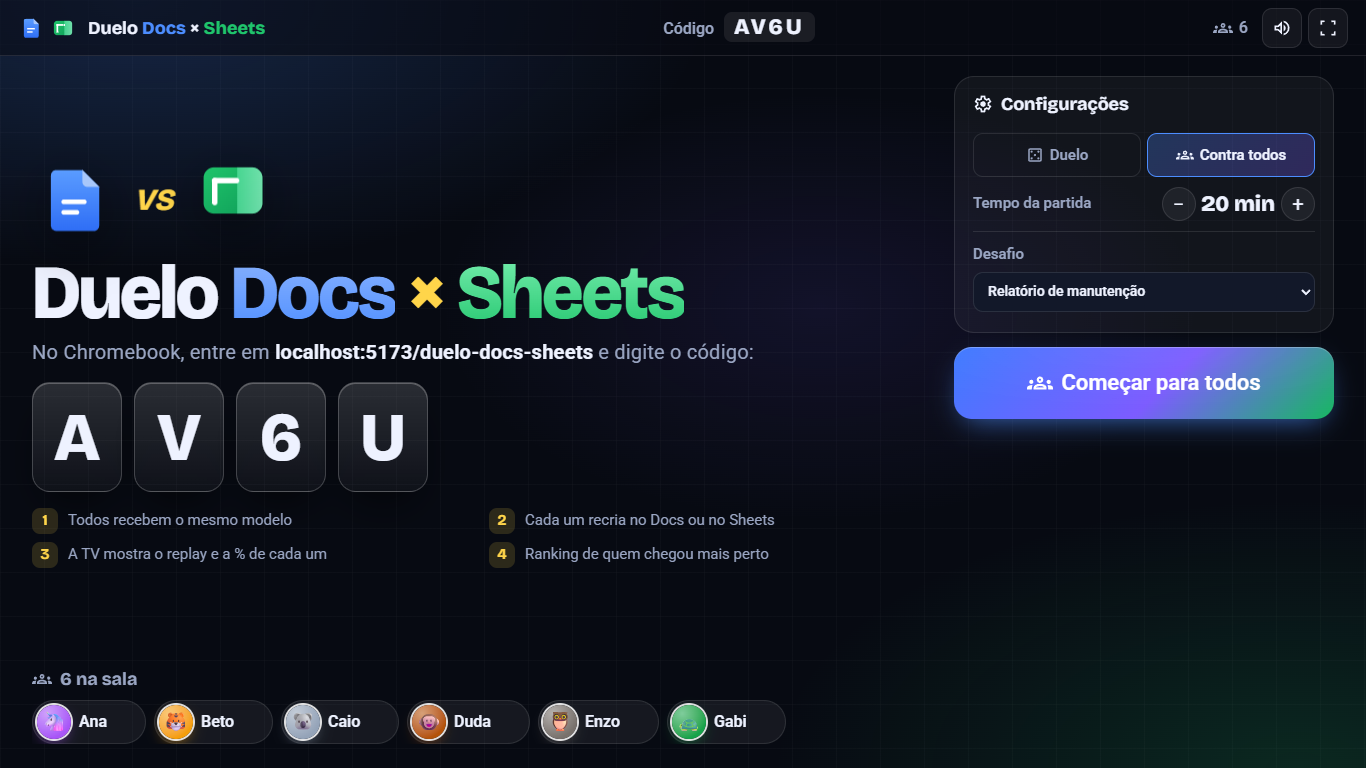 Duelo Docs × Sheets
Código AV6U
6
Configurações
Duelo
Contra todos
Tempo da partida
− 20 min +
Desafio
Relatório de manutenção
Começar para todos
VS
Duelo Docs × Sheets
No Chromebook, entre em localhost:5173/duelo-docs-sheets e digite o código:
A V 6 U
1 Todos recebem o mesmo modelo
2 Cada um recria no Docs ou no Sheets
3 A TV mostra o replay e a % de cada um
4 Ranking de quem chegou mais perto
6 na sala
Ana Beto Caio Duda Enzo Gabi